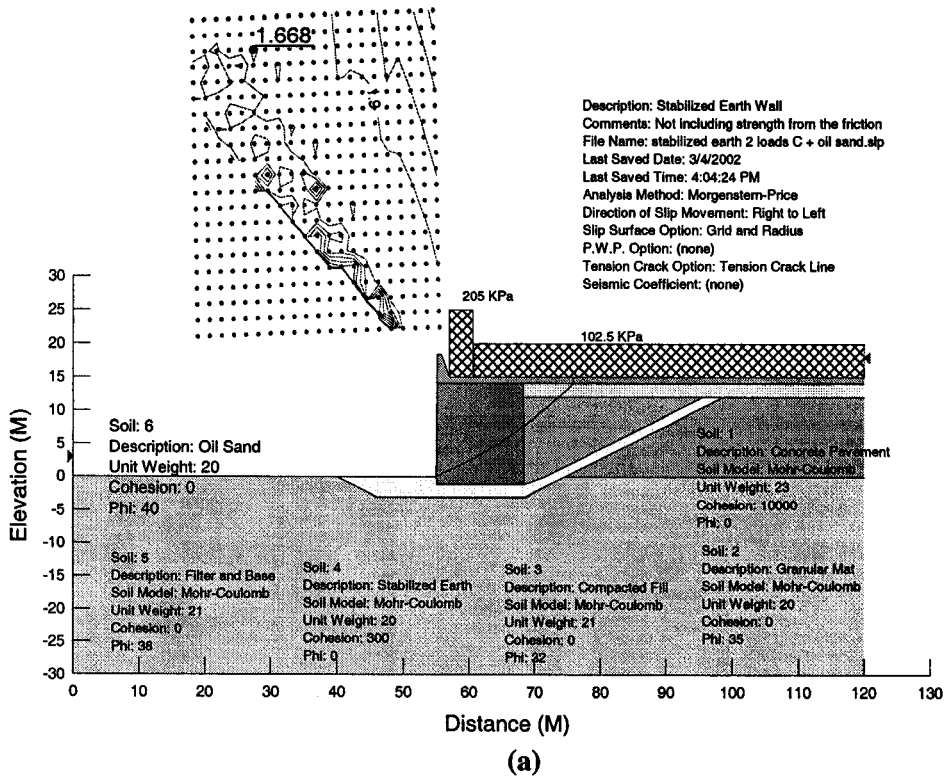 1.668
1.9
Description: Stabilized Earth Wall
Comments: Not including strength from the friction
File Name: stabilized earth 2 loads C + oil sand.slp
Last Saved Date: 3/4/2002
Last Saved Time: 4:04:24 PM
Analysis Method: Morgenstern-Price
Direction of Slip Movement: Right to Left
Slip Surface Option: Grid and Radius
P.W.P. Option: (none)
Tension Crack Option: Tension Crack Line
Seismic Coefficient: (none)
205 KPa
102.5 KPa
30
25
20
15
10
5
0
-5
-10
-15
-20
-25
-30
Elevation (M)
Soil: 6
Description: Oil Sand
Unit Weight: 20
Cohesion: 0
Phi: 40
Soil: 1
Description: Concrete Pavement
Soil Model: Mohr-Coulomb
Unit Weight: 23
Cohesion: 10000
Phi: 0
Soil: 5
Description: Filter and Base
Soil Model: Mohr-Coulomb
Unit Weight: 21
Cohesion: 0
Phi: 38
Soil: 4
Description: Stabilized Earth
Soil Model: Mohr-Coulomb
Unit Weight: 20
Cohesion: 300
Phi: 0
Soil: 3
Description: Compacted Fill
Soil Model: Mohr-Coulomb
Unit Weight: 21
Cohesion: 0
Phi: 32
Soil: 2
Description: Granular Mat
Soil Model: Mohr-Coulomb
Unit Weight: 20
Cohesion: 0
Phi: 35
0 10 20 30 40 50 60 70 80 90 100 110 120 130
Distance (M)
(a)